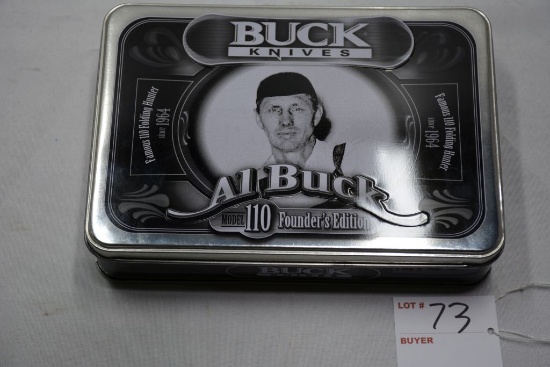 BUCK
KNIVES
Famous 110 Folding Hunter
since 1964
Famous 110 Folding Hunter
since 1964
Al Buck
MODEL 110 Founder's Edition
BUCK
KNIVES
LOT # 73
BUYER